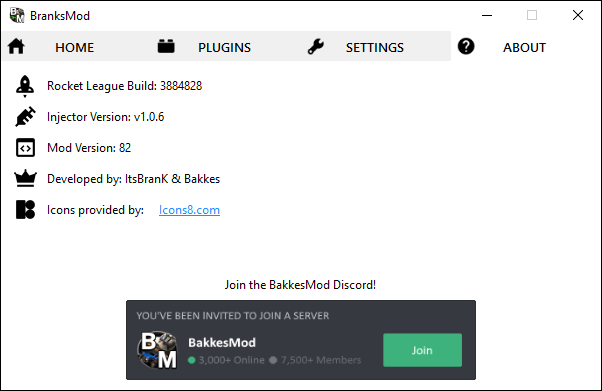 BranksMod
HOME PLUGINS SETTINGS ? ABOUT
Rocket League Build: 3884828
Injector Version: v1.0.6
Mod Version: 82
Developed by: ItsBranK & Bakkes
Icons provided by: Icons8.com
Join the BakkesMod Discord!
YOU'VE BEEN INVITED TO JOIN A SERVER
B M
BakkesMod
3,000+ Online 7,500+ Members
Join